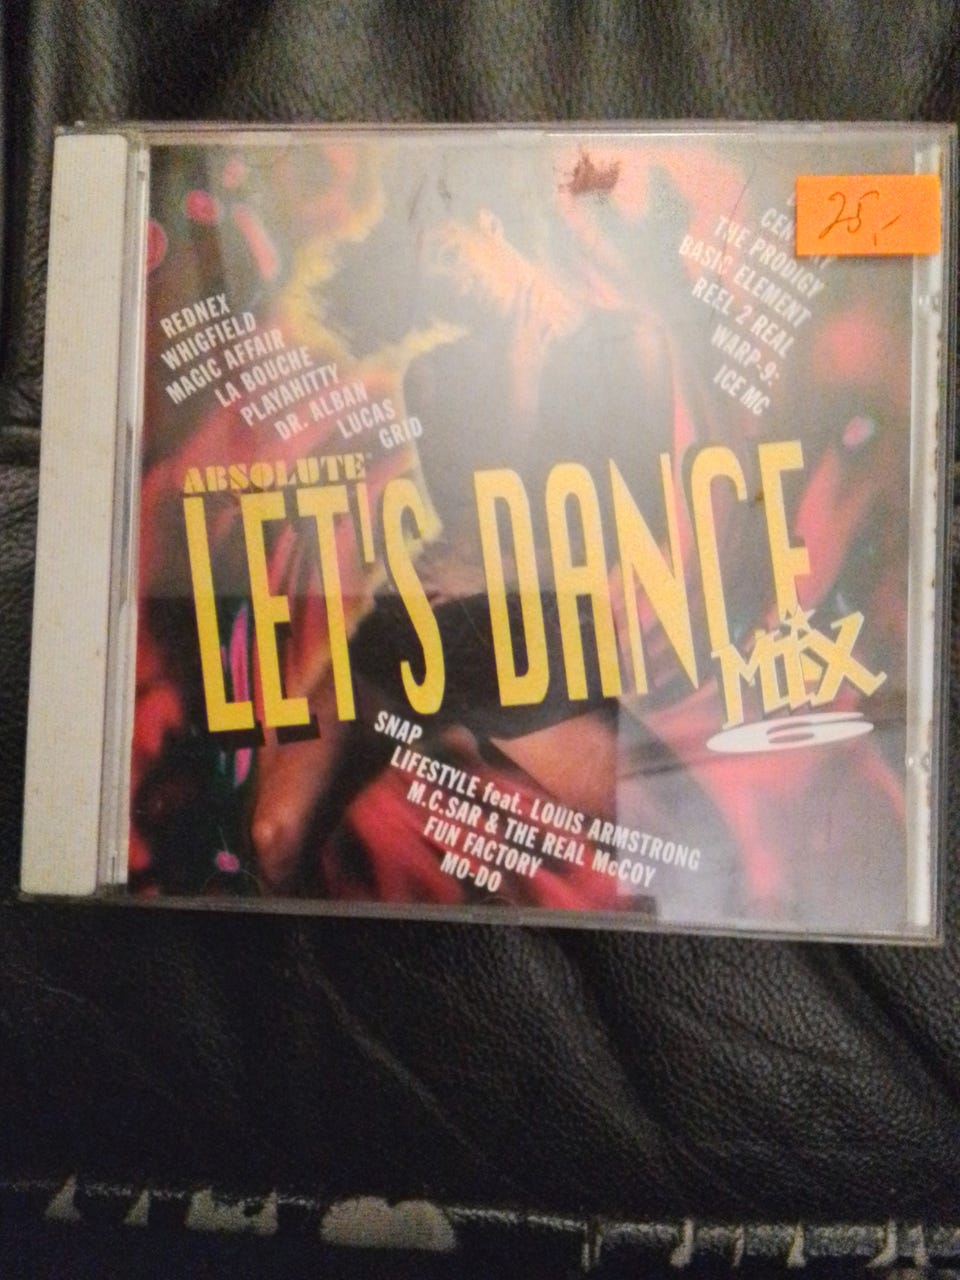 25,-
THE PRODIGY
BASIC ELEMENT
REEL 2 REAL
WARP-9:
ICE MC
REDNEX
WHIGFIELD
MAGIC AFFAIR
LA BOUCHE
PLAYAHITTY
DR. ALBAN
LUCAS
GRID
ABSOLUTE
LET'S DANCE
MIX
6
SNAP
LIFESTYLE feat. LOUIS ARMSTRONG
M.C.SAR & THE REAL McCOY
FUN FACTORY
MO-DO